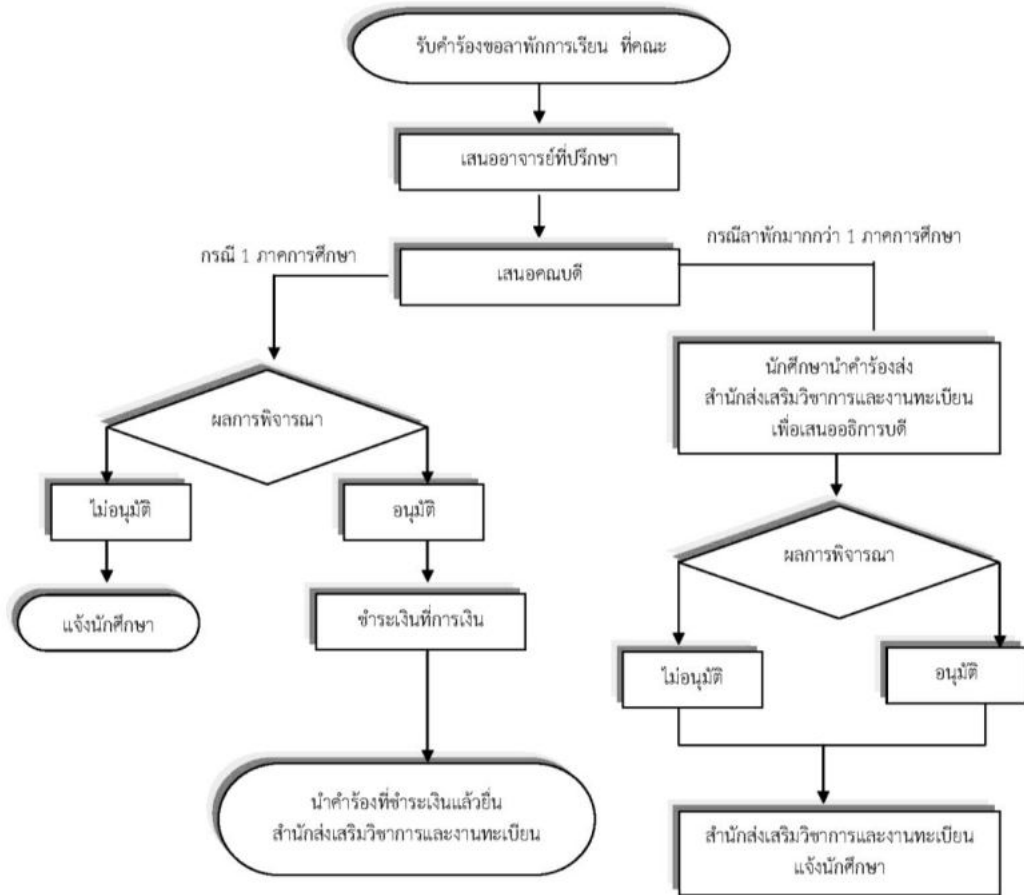 รับคำร้องขอลาพักการเรียน ที่คณะ
เสนออาจารย์ที่ปรึกษา
กรณี 1 ภาคการศึกษา
กรณีลาพักมากกว่า 1 ภาคการศึกษา
เสนอคณบดี
ผลการพิจารณา
ไม่อนุมัติ
อนุมัติ
แจ้งนักศึกษา
ชำระเงินที่การเงิน
นำคำร้องที่ชำระเงินแล้วยื่น
สำนักส่งเสริมวิชาการและงานทะเบียน
นักศึกษานำคำร้องส่ง
สำนักส่งเสริมวิชาการและงานทะเบียน
เพื่อเสนออธิการบดี
ผลการพิจารณา
ไม่อนุมัติ
อนุมัติ
สำนักส่งเสริมวิชาการและงานทะเบียน
แจ้งนักศึกษา